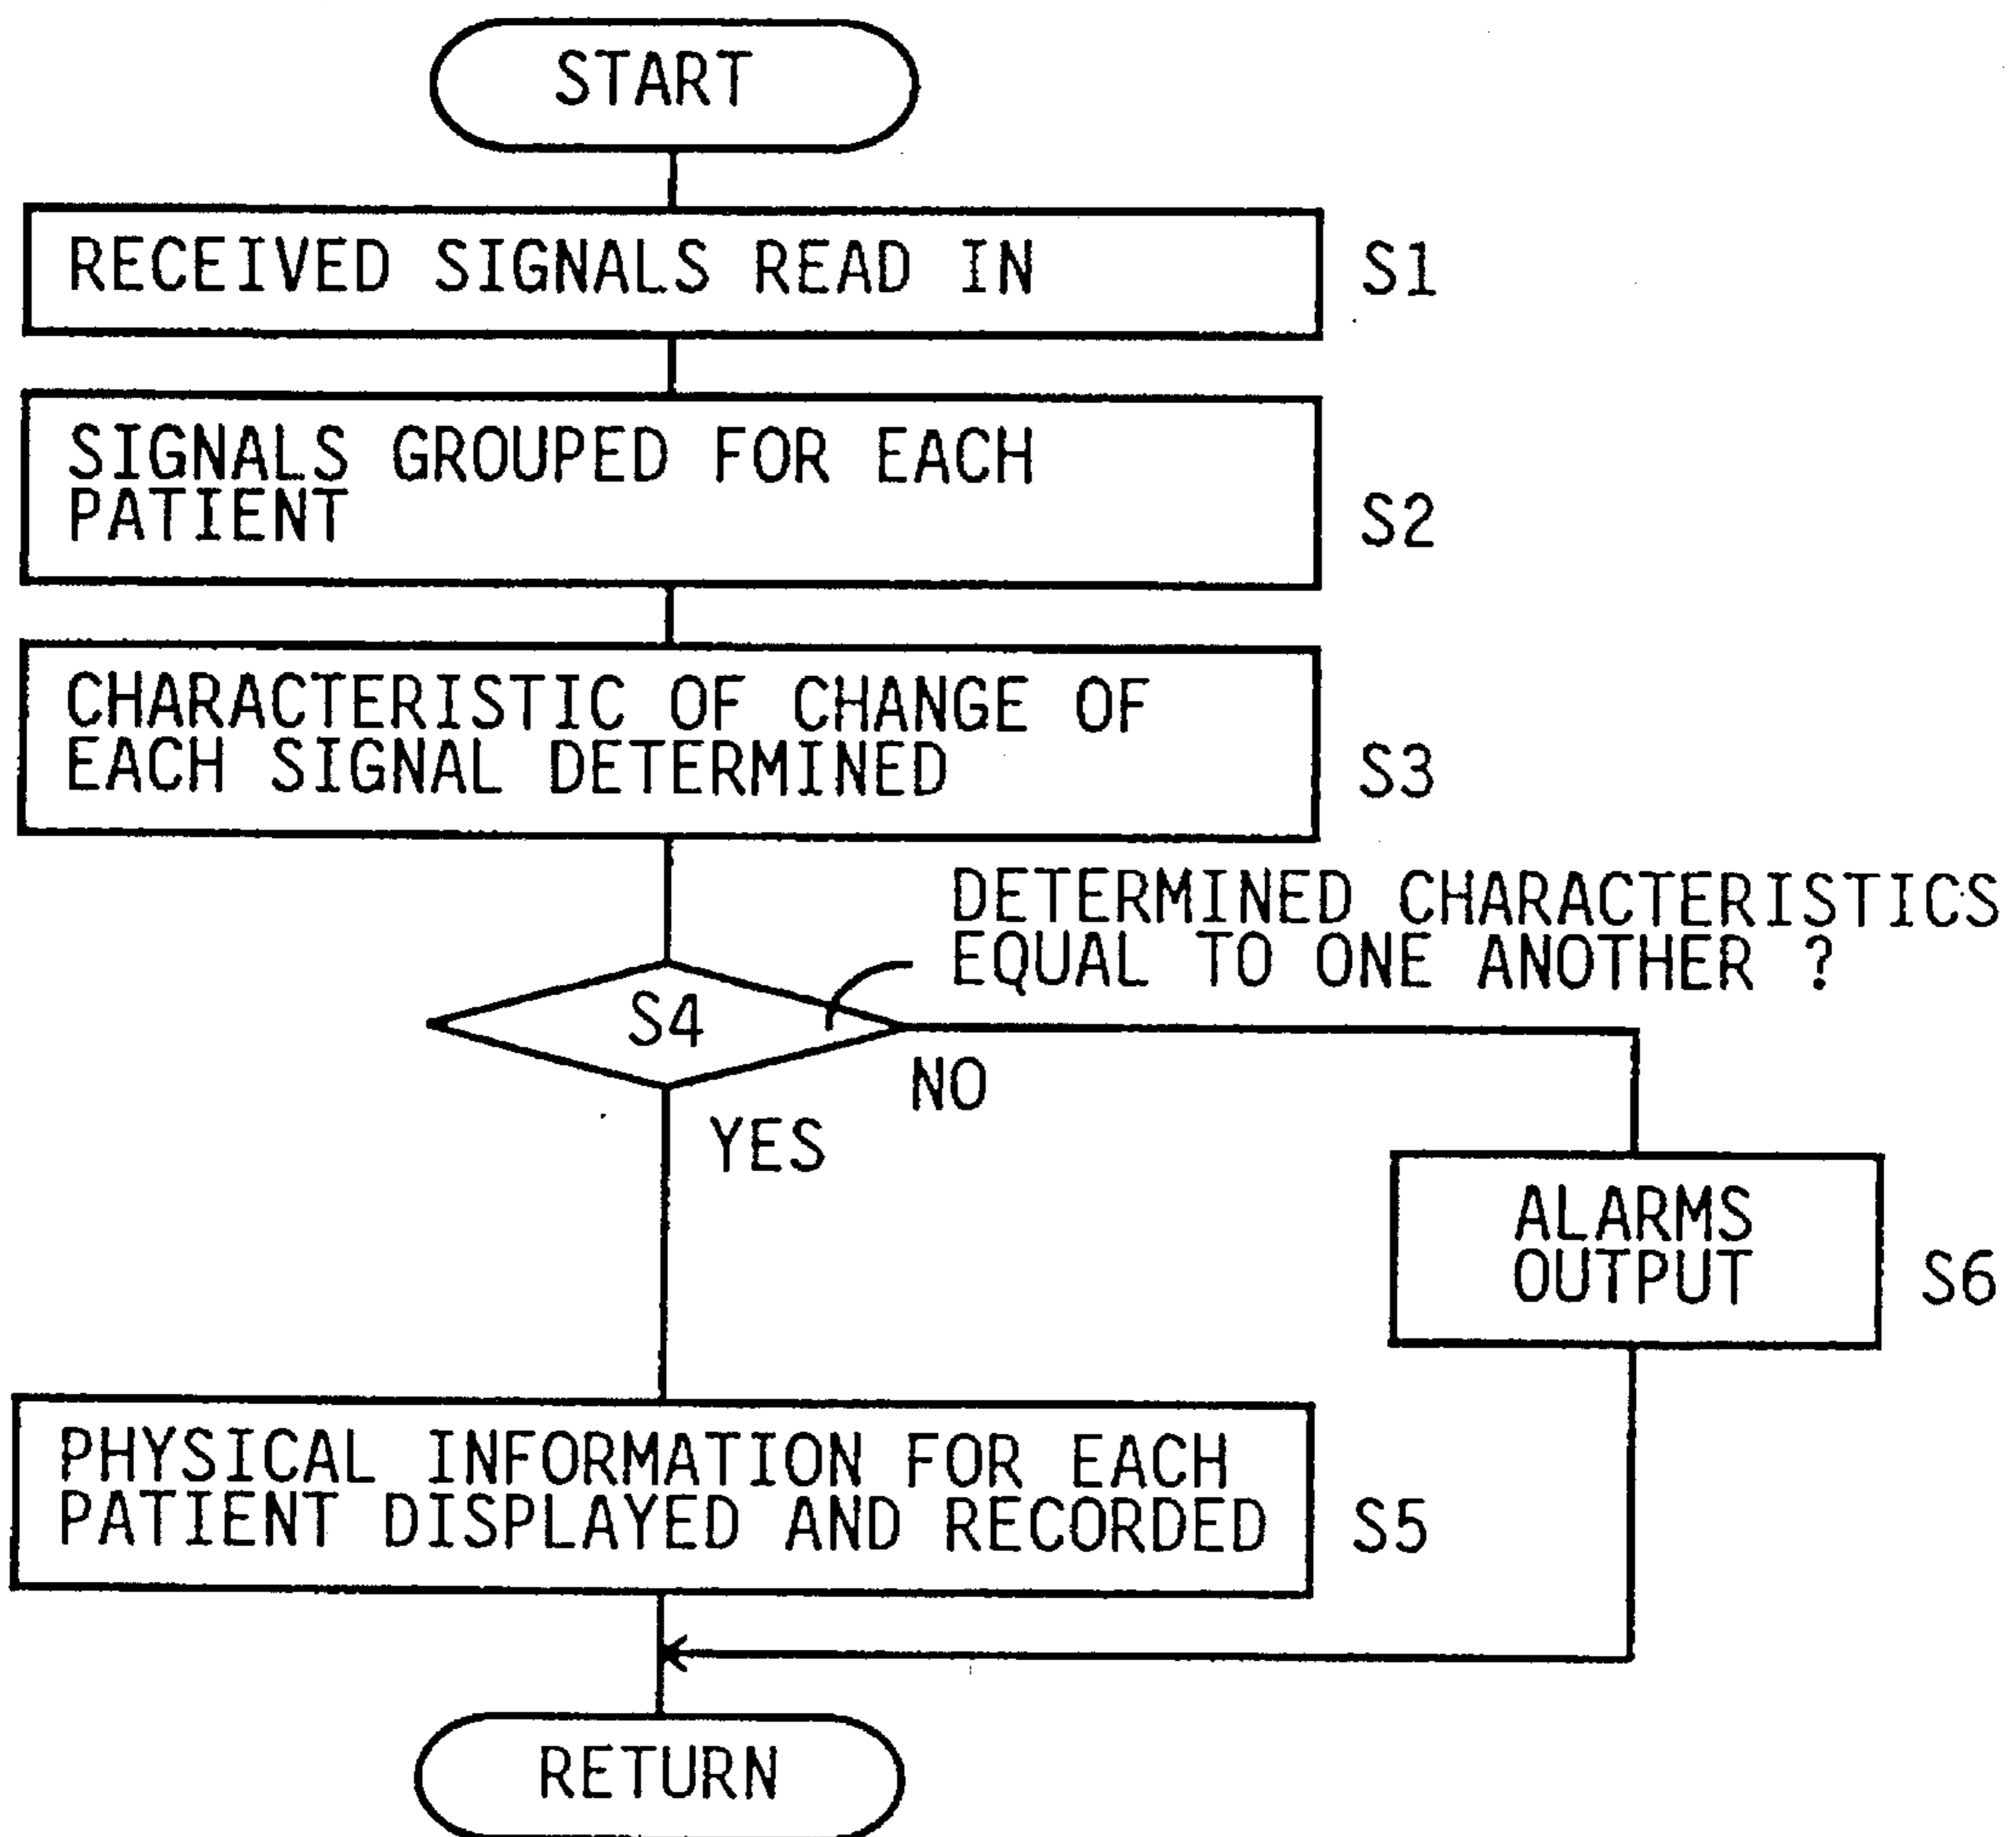 START
RECEIVED SIGNALS READ IN
S1
SIGNALS GROUPED FOR EACH
PATIENT
S2
CHARACTERISTIC OF CHANGE OF
EACH SIGNAL DETERMINED
S3
DETERMINED CHARACTERISTICS
EQUAL TO ONE ANOTHER ?
S4
NO
YES
ALARMS
OUTPUT
S6
PHYSICAL INFORMATION FOR EACH
PATIENT DISPLAYED AND RECORDED
S5
RETURN